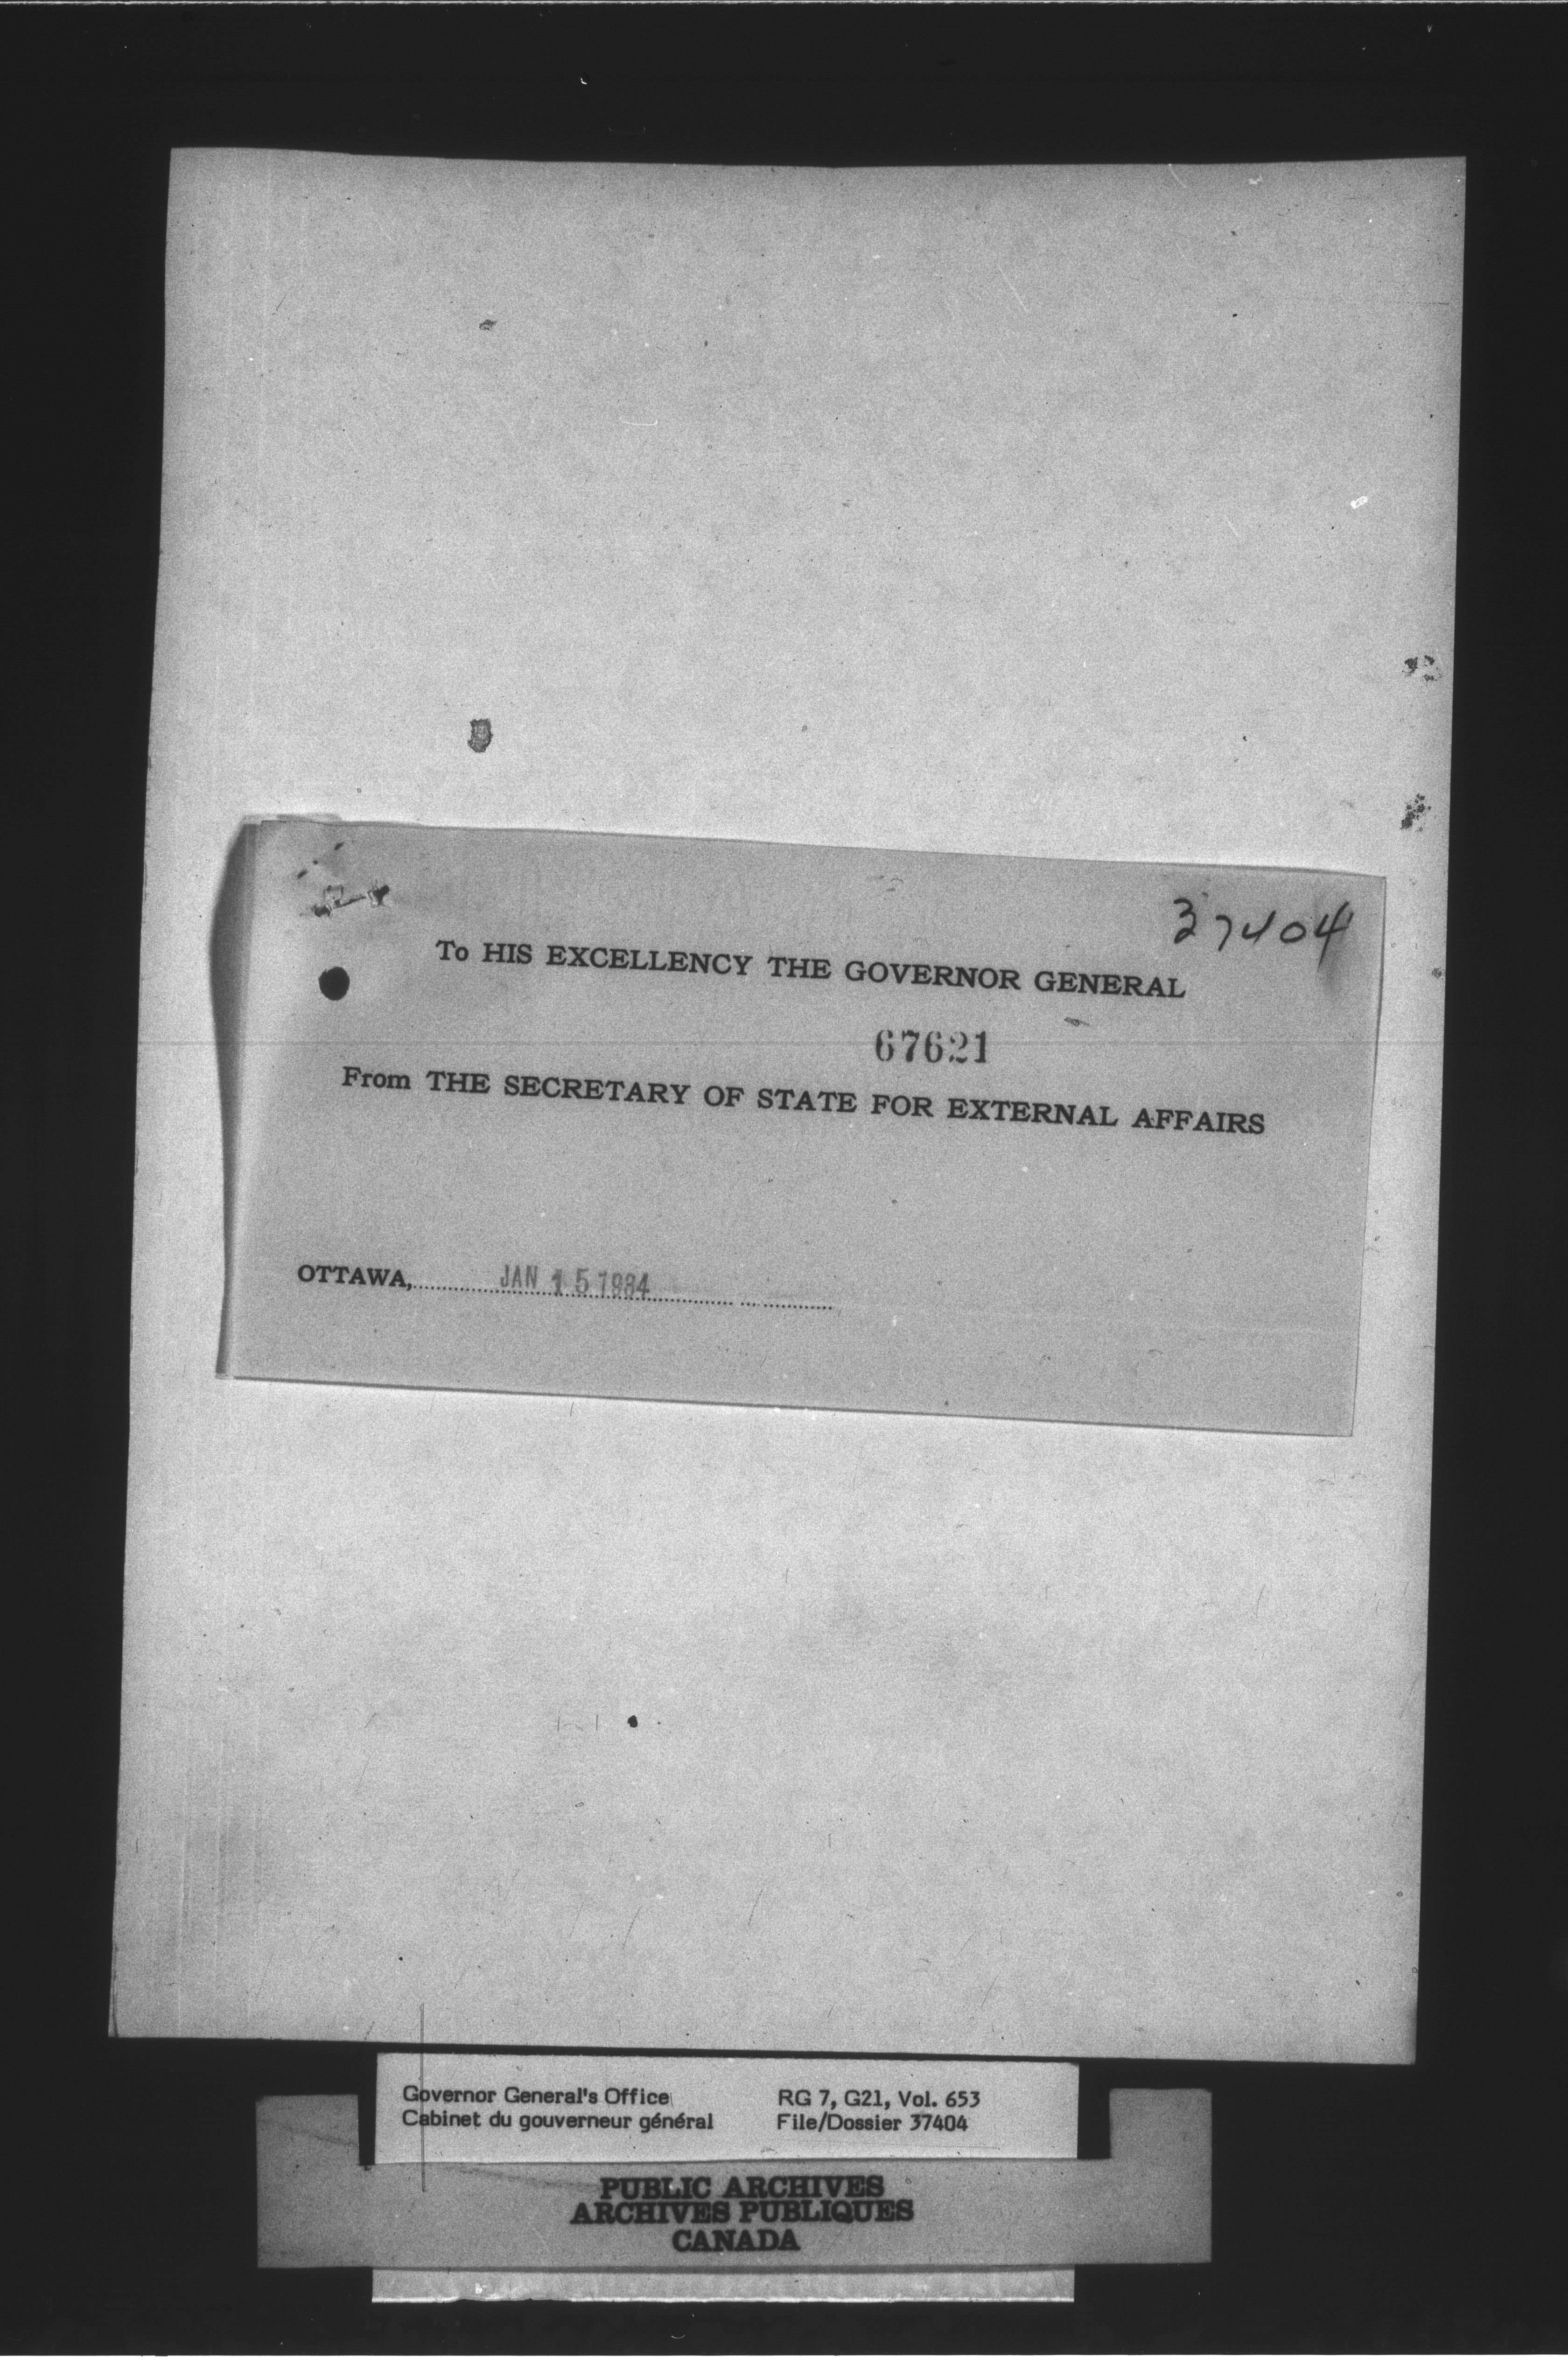 37404
To HIS EXCELLENCY THE GOVERNOR GENERAL
67621
From THE SECRETARY OF STATE FOR EXTERNAL AFFAIRS
OTTAWA, JAN 15 1934
Governor General's Office RG 7, G21, Vol. 653
Cabinet du gouverneur général File/Dossier 37404
PUBLIC ARCHIVES
ARCHIVES PUBLIQUES
CANADA